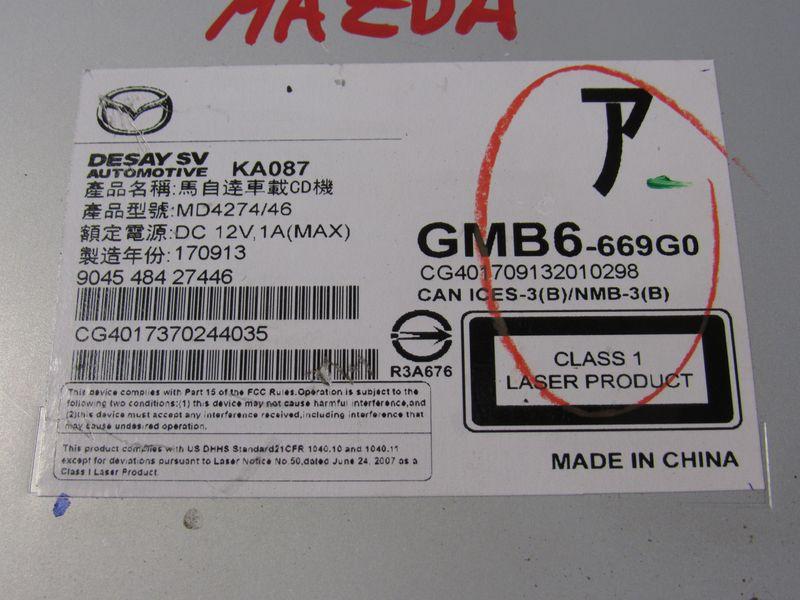 MAZDA
ア
DESAY SV
AUTOMOTIVE KA087
產品名稱:馬自達車載CD機
產品型號:MD4274/46
額定電源:DC 12V,1A(MAX)
製造年份:170913
9045 484 27446
CG4017370244035
GMB6-669G0
CG401709132010298
CAN ICES-3(B)/NMB-3(B)
R3A676
CLASS 1
LASER PRODUCT
This device complies with Part 15 of the FCC Rules.Operation is subject to the
following two conditions:(1) this device may not cause harmful interference,and
(2)this device must accept any interference received,including interference that
may cause undesired operation.
This product complies with US DHHS Standard21CFR 1040.10 and 1040.11
except for deviations pursuant to Laser Notice No.50,dated June 24, 2007 as a
Class I Laser Product.
MADE IN CHINA